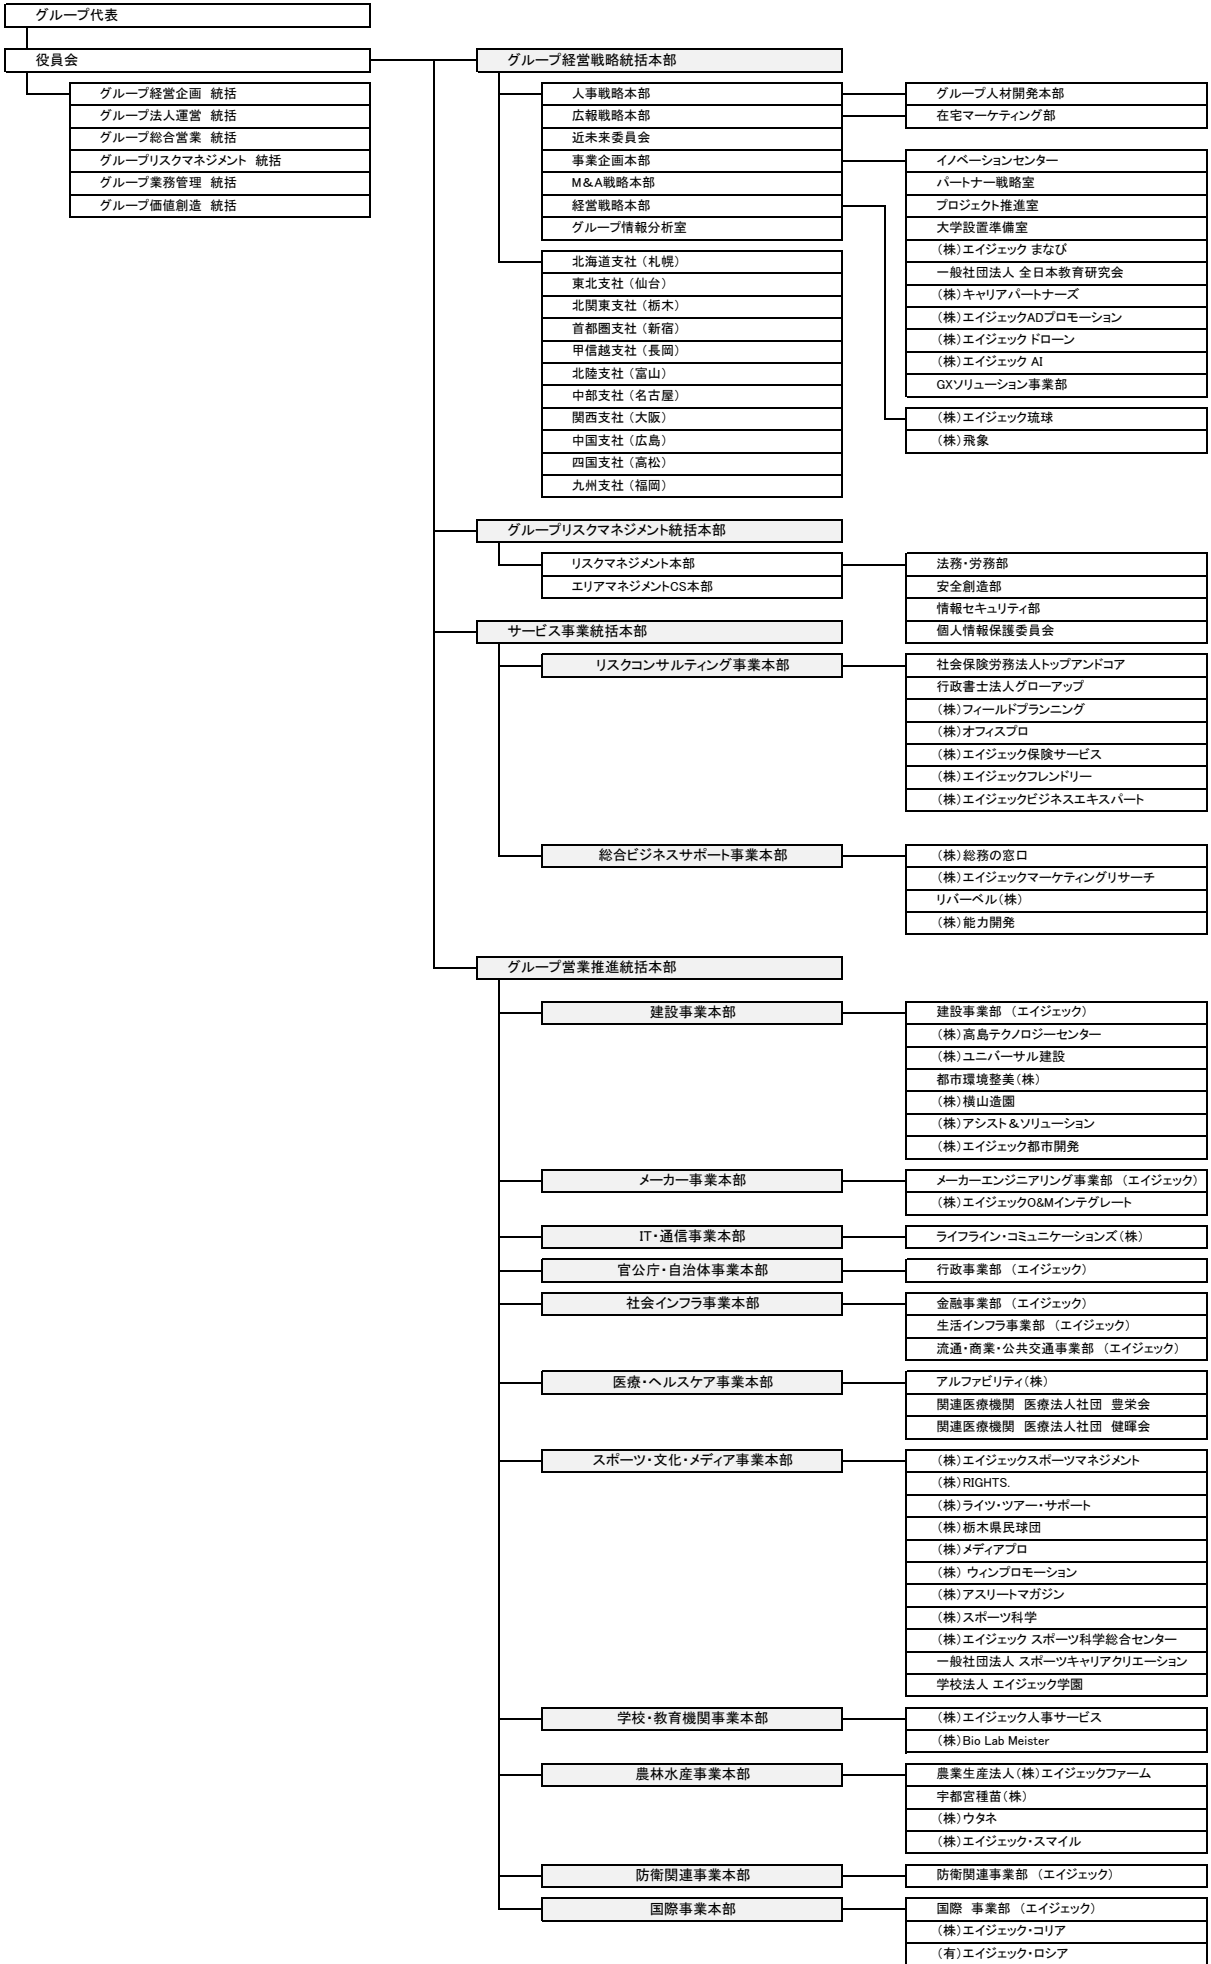 グループ代表
役員会
グループ経営企画 統括
グループ法人運営 統括
グループ総合営業 統括
グループリスクマネジメント 統括
グループ業務管理 統括
グループ価値創造 統括
グループ経営戦略統括本部
人事戦略本部
広報戦略本部
近未来委員会
事業企画本部
M&A戦略本部
経営戦略本部
グループ情報分析室
グループ人材開発本部
在宅マーケティング部
イノベーションセンター
パートナー戦略室
プロジェクト推進室
大学設置準備室
(株)エイジェック まなび
一般社団法人 全日本教育研究会
(株)キャリアパートナーズ
(株)エイジェックADプロモーション
(株)エイジェック ドローン
(株)エイジェック AI
GXソリューション事業部
(株)エイジェック琉球
(株)飛象
北海道支社 (札幌)
東北支社 (仙台)
北関東支社 (栃木)
首都圏支社 (新宿)
甲信越支社 (長岡)
北陸支社 (富山)
中部支社 (名古屋)
関西支社 (大阪)
中国支社 (広島)
四国支社 (高松)
九州支社 (福岡)
グループリスクマネジメント統括本部
リスクマネジメント本部
エリアマネジメントCS本部
法務・労務部
安全創造部
情報セキュリティ部
個人情報保護委員会
サービス事業統括本部
リスクコンサルティング事業本部
社会保険労務法人トップアンドコア
行政書士法人グローアップ
(株)フィールドプランニング
(株)オフィスプロ
(株)エイジェック保険サービス
(株)エイジェックフレンドリー
(株)エイジェックビジネスエキスパート
総合ビジネスサポート事業本部
(株)総務の窓口
(株)エイジェックマーケティングリサーチ
リバーベル(株)
(株)能力開発
グループ営業推進統括本部
建設事業本部
建設事業部 (エイジェック)
(株)高島テクノロジーセンター
(株)ユニバーサル建設
都市環境整美(株)
(株)横山造園
(株)アシスト&ソリューション
(株)エイジェック都市開発
メーカー事業本部
メーカーエンジニアリング事業部 (エイジェック)
(株)エイジェックO&Mインテグレート
IT・通信事業本部
ライフライン・コミュニケーションズ(株)
官公庁・自治体事業本部
行政事業部 (エイジェック)
社会インフラ事業本部
金融事業部 (エイジェック)
生活インフラ事業部 (エイジェック)
流通・商業・公共交通事業部 (エイジェック)
医療・ヘルスケア事業本部
アルファビリティ(株)
関連医療機関 医療法人社団 豊栄会
関連医療機関 医療法人社団 健暉会
スポーツ・文化・メディア事業本部
(株)エイジェックスポーツマネジメント
(株)RIGHTS.
(株)ライツ・ツアー・サポート
(株)栃木県民球団
(株)メディアプロ
(株) ウィンプロモーション
(株)アスリートマガジン
(株)スポーツ科学
(株)エイジェック スポーツ科学総合センター
一般社団法人 スポーツキャリアクリエーション
学校法人 エイジェック学園
学校・教育機関事業本部
(株)エイジェック人事サービス
(株)Bio Lab Meister
農林水産事業本部
農業生産法人(株)エイジェックファーム
宇都宮種苗(株)
(株)ウタネ
(株)エイジェック・スマイル
防衛関連事業本部
防衛関連事業部 (エイジェック)
国際事業本部
国際 事業部 (エイジェック)
(株)エイジェック・コリア
(有)エイジェック・ロシア